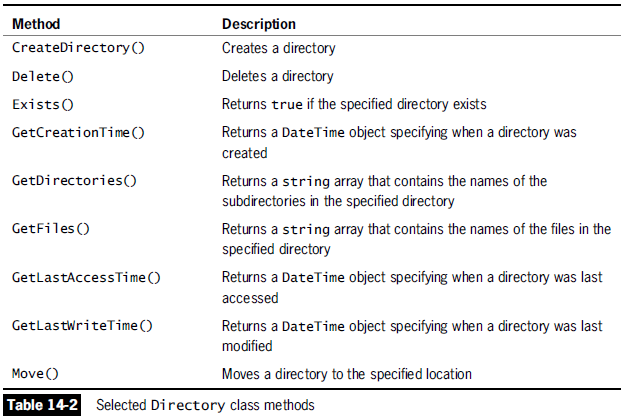 Method Description
CreateDirectory() Creates a directory
Delete() Deletes a directory
Exists() Returns true if the specified directory exists
GetCreationTime() Returns a DateTime object specifying when a directory was
created
GetDirectories() Returns a string array that contains the names of the
subdirectories in the specified directory
GetFiles() Returns a string array that contains the names of the files in the
specified directory
GetLastAccessTime() Returns a DateTime object specifying when a directory was last
accessed
GetLastWriteTime() Returns a DateTime object specifying when a directory was last
modified
Move() Moves a directory to the specified location
Table 14-2 Selected Directory class methods